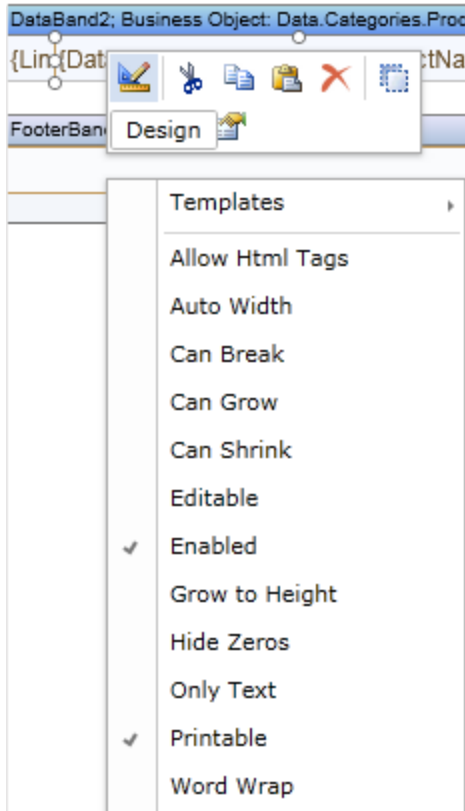 DataBand2; Business Object: Data.Categories.Proc
{Lin{Dat ctNa
FooterBan
Design
Templates
Allow Html Tags
Auto Width
Can Break
Can Grow
Can Shrink
Editable
Enabled
Grow to Height
Hide Zeros
Only Text
Printable
Word Wrap